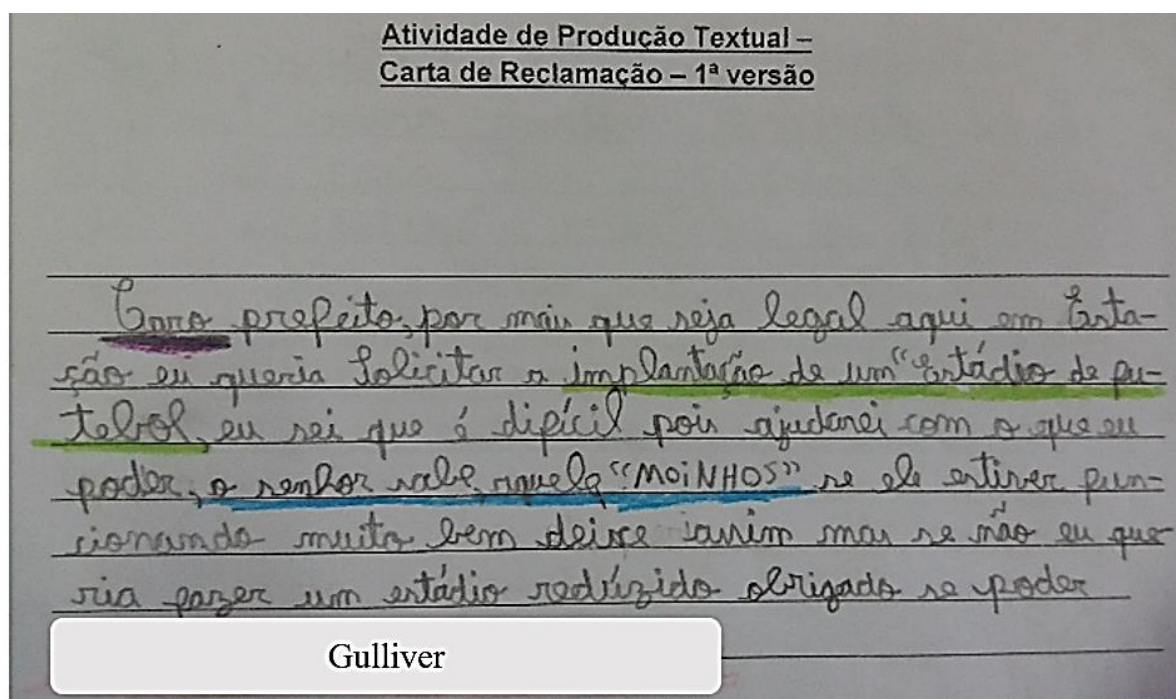 Atividade de Produção Textual –
Carta de Reclamação – 1ª versão
Caro prefeito, por mais que seja legal aqui em Esta-
ção eu queria Solicitar a implantação de um "estádio de fu-
tebol, eu sei que é difícil pois ajudarei com o que eu
poder, o senhor sabe aquele "MOiNHOS" se ele estiver fun-
cionando muito bem deixe assim mas se não eu que-
ria fazer um estádio redúzido obrigado se poder
Gulliver